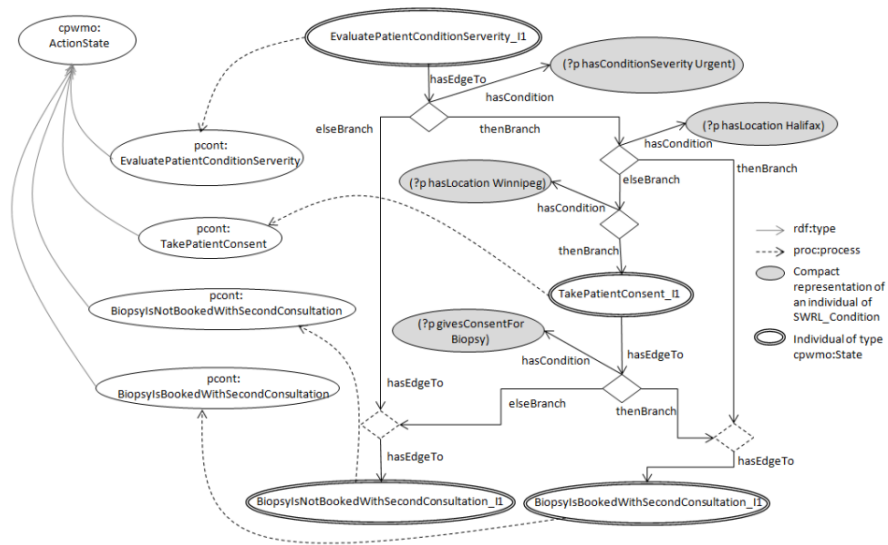 cpwmo:
ActionState
EvaluatePatientConditionServerity_I1
(?p hasConditionSeverity Urgent)
hasEdgeTo
hasCondition
elseBranch
thenBranch
(?p hasLocation Halifax)
hasCondition
pcont:
EvaluatePatientConditionServerity
thenBranch
elseBranch
(?p hasLocation Winnipeg)
hasCondition
pcont:
TakePatientConsent
thenBranch
rdf:type
proc:process
Compact
representation of
an individual of
SWRL_Condition
Individual of type
cpwmo:State
TakePatientConsent_I1
pcont:
BiopsyIsNotBookedWithSecondConsultation
(?p givesConsentFor
Biopsy)
hasCondition
hasEdgeTo
pcont:
BiopsyIsBookedWithSecondConsultation
hasEdgeTo
elseBranch
thenBranch
hasEdgeTo
hasEdgeTo
BiopsyIsNotBookedWithSecondConsultation_I1
BiopsyIsBookedWithSecondConsultation_I1